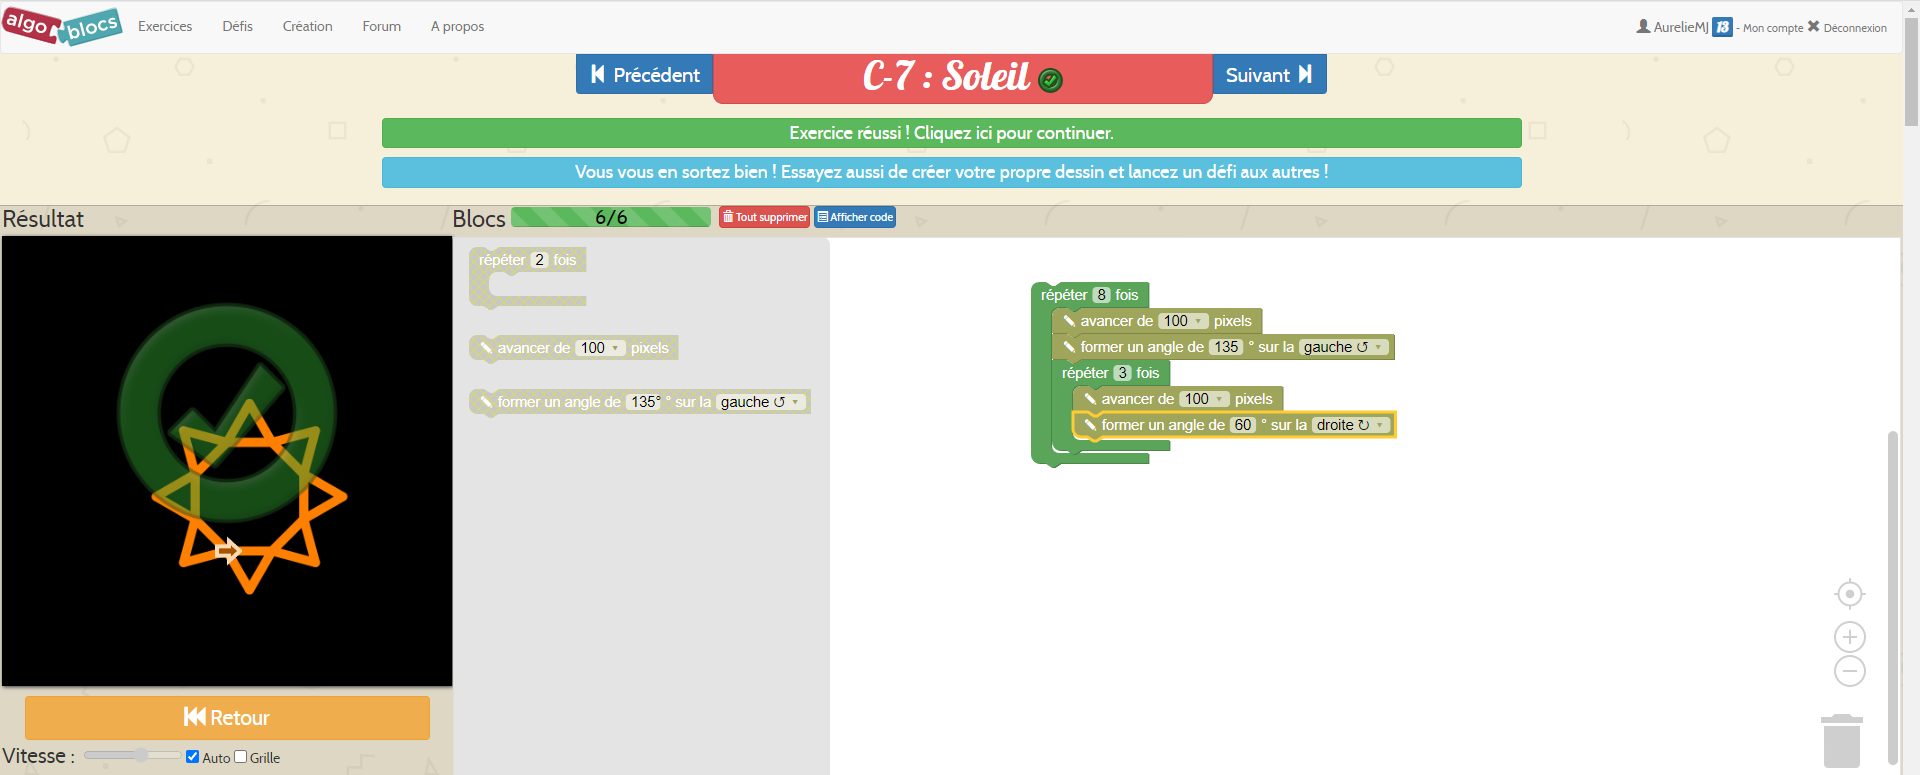 algo blocs Exercices Défis Création Forum A propos AurelieMJ 13 - Mon compte Déconnexion
Précédent C-7 : Soleil Suivant
Exercice réussi ! Cliquez ici pour continuer.
Vous vous en sortez bien ! Essayez aussi de créer votre propre dessin et lancez un défi aux autres !
Résultat Blocs 6/6 Tout supprimer Afficher code
répéter 2 fois
avancer de 100 pixels
former un angle de 135° ° sur la gauche ↺
répéter 8 fois
avancer de 100 pixels
former un angle de 135 ° sur la gauche ↺
répéter 3 fois
avancer de 100 pixels
former un angle de 60 ° sur la droite ↻
Retour
Vitesse : Auto Grille